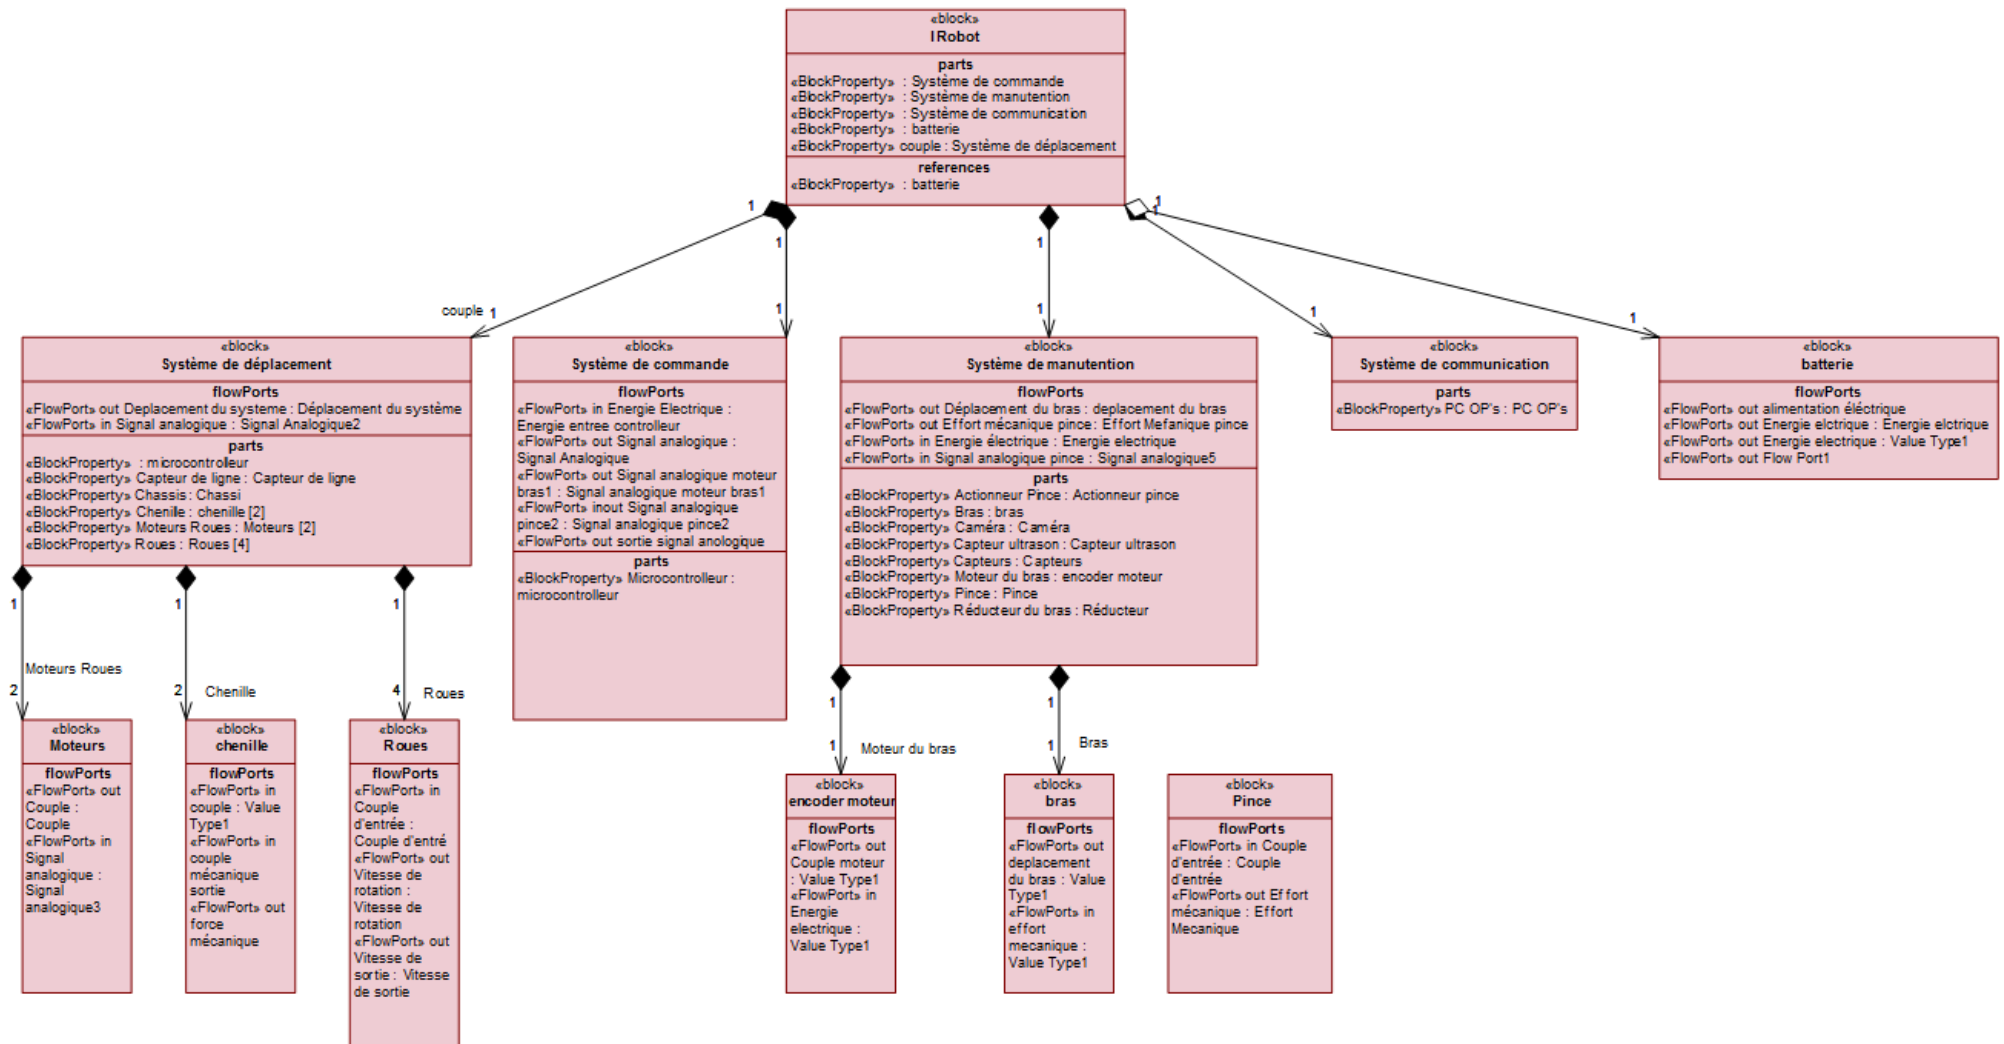 «block»
IRobot
parts
«BlockProperty» : Système de commande
«BlockProperty» : Système de manutention
«BlockProperty» : Système de communication
«BlockProperty» : batterie
«BlockProperty» couple : Système de déplacement
references
«BlockProperty» : batterie
1
1
1
1
1
couple 1
1
1
1
1
«block»
Système de déplacement
flowPorts
«FlowPort» out Deplacement du systeme : Déplacement du système
«FlowPort» in Signal analogique : Signal Analogique2
parts
«BlockProperty» : microcontrolleur
«BlockProperty» Capteur de ligne : Capteur de ligne
«BlockProperty» Chassis : Chassi
«BlockProperty» Chenille : chenille [2]
«BlockProperty» Moteurs Roues : Moteurs [2]
«BlockProperty» Roues : Roues [4]
«block»
Système de commande
flowPorts
«FlowPort» in Energie Electrique :
Energie entree controlleur
«FlowPort» out Signal analogique :
Signal Analogique
«FlowPort» out Signal analogique moteur
bras1 : Signal analogique moteur bras1
«FlowPort» inout Signal analogique
pince2 : Signal analogique pince2
«FlowPort» out sortie signal anologique
parts
«BlockProperty» Microcontrolleur :
microcontrolleur
«block»
Système de manutention
flowPorts
«FlowPort» out Déplacement du bras : deplacement du bras
«FlowPort» out Effort mécanique pince : Effort Mefanique pince
«FlowPort» in Energie électrique : Energie electrique
«FlowPort» in Signal analogique pince : Signal analogique5
parts
«BlockProperty» Actionneur Pince : Actionneur pince
«BlockProperty» Bras : bras
«BlockProperty» Caméra : Caméra
«BlockProperty» Capteur ultrason : Capteur ultrason
«BlockProperty» Capteurs : Capteurs
«BlockProperty» Moteur du bras : encoder moteur
«BlockProperty» Pince : Pince
«BlockProperty» Réducteur du bras : Réducteur
«block»
Système de communication
parts
«BlockProperty» PC OP's : PC OP's
«block»
batterie
flowPorts
«FlowPort» out alimentation éléctrique
«FlowPort» out Energie elctrique : Energie elctrique
«FlowPort» out Energie electrique : Value Type1
«FlowPort» out Flow Port1
1
1
1
Moteurs Roues
2
2
Chenille
4
Roues
1
1
1
Moteur du bras
1
Bras
«block»
Moteurs
flowPorts
«FlowPort» out
Couple :
Couple
«FlowPort» in
Signal
analogique :
Signal
analogique3
«block»
chenille
flowPorts
«FlowPort» in
couple : Value
Type1
«FlowPort» in
couple
mécanique
sortie
«FlowPort» out
force
mécanique
«block»
Roues
flowPorts
«FlowPort» in
Couple
d'entrée :
Couple d'entré
«FlowPort» out
Vitesse de
rotation :
Vitesse de
rotation
«FlowPort» out
Vitesse de
sortie : Vitesse
de sortie
«block»
encoder moteur
flowPorts
«FlowPort» out
Couple moteur
: Value Type1
«FlowPort» in
Energie
electrique :
Value Type1
«block»
bras
flowPorts
«FlowPort» out
deplacement
du bras : Value
Type1
«FlowPort» in
effort
mecanique :
Value Type1
«block»
Pince
flowPorts
«FlowPort» in Couple
d'entrée : Couple
d'entrée
«FlowPort» out Effort
mécanique : Effort
Mecanique